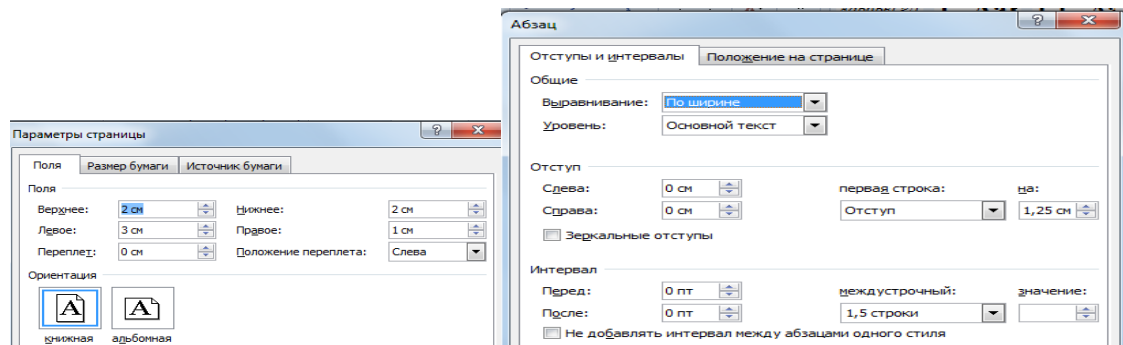 Параметры страницы
Поля Размер бумаги Источник бумаги
Поля
Верхнее: 2 см Нижнее: 2 см
Левое: 3 см Правое: 1 см
Переплет: 0 см Положение переплета: Слева
Ориентация
А А
книжная альбомная
Абзац
Отступы и интервалы Положение на странице
Общие
Выравнивание: По ширине
Уровень: Основной текст
Отступ
Слева: 0 см первая строка: на:
Справа: 0 см Отступ 1,25 см
Зеркальные отступы
Интервал
Перед: 0 пт междустрочный: значение:
После: 0 пт 1,5 строки
Не добавлять интервал между абзацами одного стиля